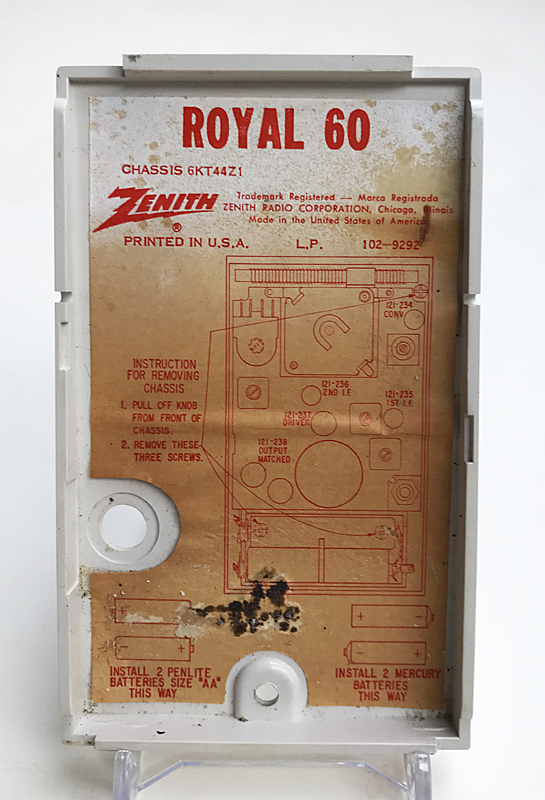 ROYAL 60
CHASSIS 6KT44Z1
ZENITH
®
Trademark Registered — Marca Registrada
ZENITH RADIO CORPORATION, Chicago, Illinois
Made in the United States of America
PRINTED IN U.S.A. L.P. 102-9292
121-234
CONV.
INSTRUCTION
FOR REMOVING
CHASSIS
1. PULL OFF KNOB
FROM FRONT OF
CHASSIS.
2. REMOVE THESE
THREE SCREWS.
121-236
2ND I.F.
121-235
1ST I.F.
121-237
DRIVER
121-238
OUTPUT
MATCHED
+ -
- +
INSTALL 2 PENLITE
BATTERIES SIZE "AA"
THIS WAY
+ -
- +
INSTALL 2 MERCURY
BATTERIES
THIS WAY